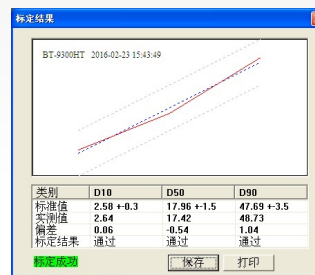 标定结果
BT-9300HT 2016-02-23 15:43:49
类别 D10 D50 D90
标准值 2.58 +-0.3 17.96 +-1.5 47.69 +-3.5
实测值 2.64 17.42 48.73
偏差 0.06 -0.54 1.04
标定结果 通过 通过 通过
标定成功 保存 打印